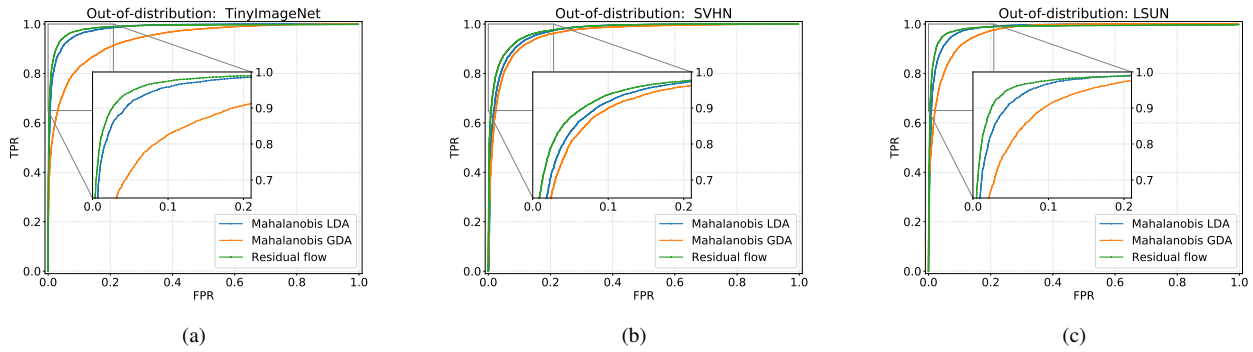 Out-of-distribution: TinyImageNet
TPR
1.0
0.8
0.6
0.4
0.2
0.0
1.0
0.9
0.8
0.7
0.0 0.1 0.2
Mahalanobis LDA
Mahalanobis GDA
Residual flow
0.0 0.2 0.4 0.6 0.8 1.0
FPR
(a)
Out-of-distribution: SVHN
TPR
1.0
0.8
0.6
0.4
0.2
0.0
1.0
0.9
0.8
0.7
0.0 0.1 0.2
Mahalanobis LDA
Mahalanobis GDA
Residual flow
0.0 0.2 0.4 0.6 0.8 1.0
FPR
(b)
Out-of-distribution: LSUN
TPR
1.0
0.8
0.6
0.4
0.2
0.0
1.0
0.9
0.8
0.7
0.0 0.1 0.2
Mahalanobis LDA
Mahalanobis GDA
Residual flow
0.0 0.2 0.4 0.6 0.8 1.0
FPR
(c)